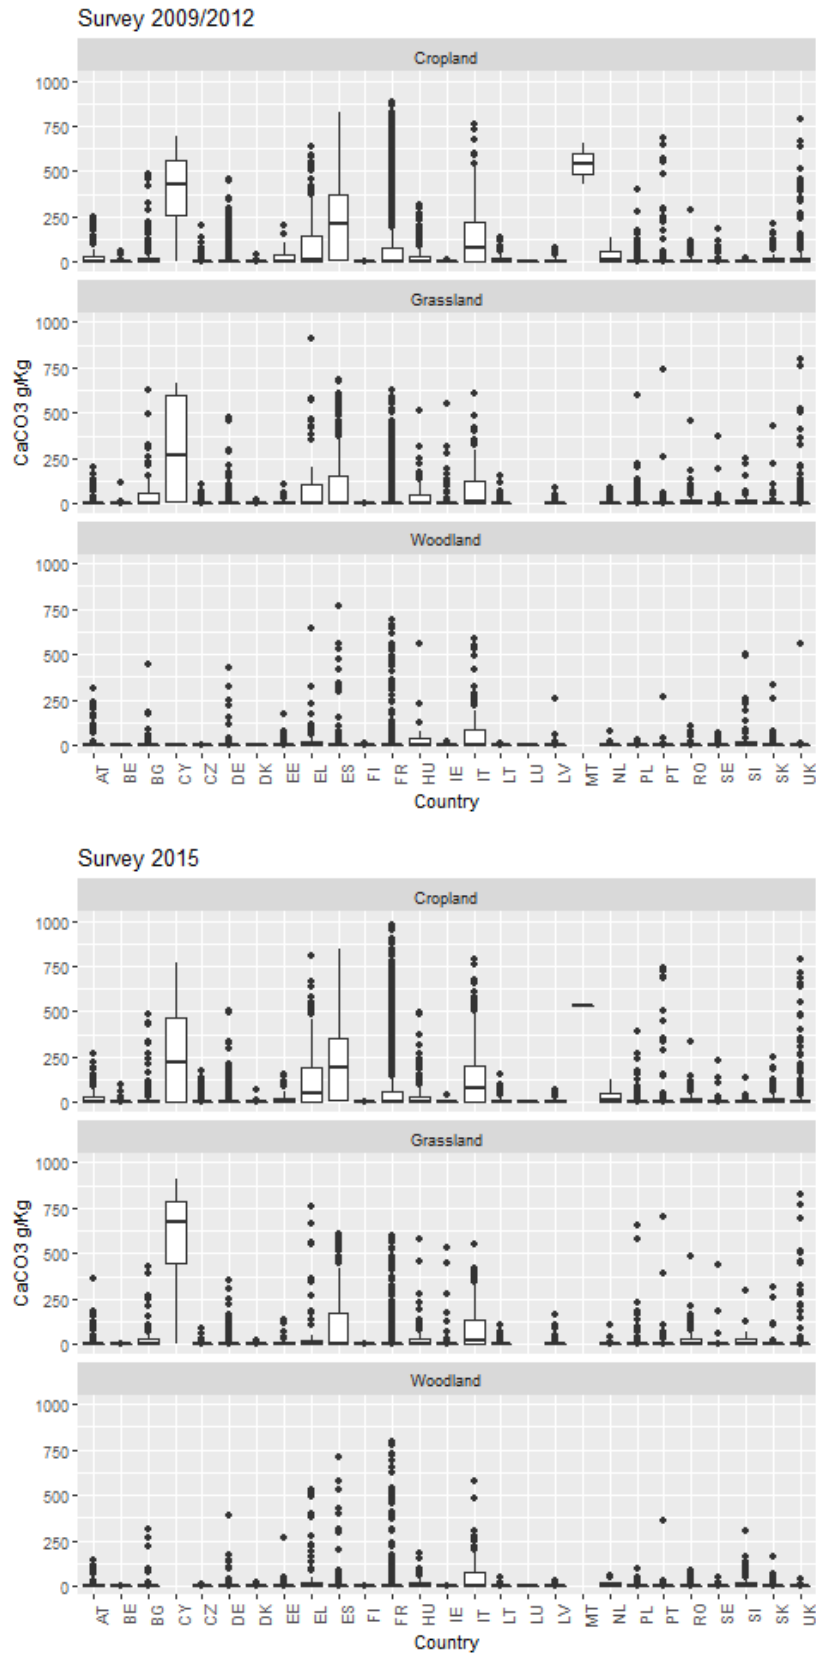 Survey 2009/2012
Cropland
1000
750
500
250
0
Grassland
1000
750
500
250
0
CaCO3 g/Kg
Woodland
1000
750
500
250
0
AT BE BG CY CZ DE DK EE EL ES FI FR HU IE IT LT LU LV MT NL PL PT RO SE SI SK UK
Country
Survey 2015
Cropland
1000
750
500
250
0
Grassland
1000
750
500
250
0
CaCO3 g/Kg
Woodland
1000
750
500
250
0
AT BE BG CY CZ DE DK EE EL ES FI FR HU IE IT LT LU LV MT NL PL PT RO SE SI SK UK
Country